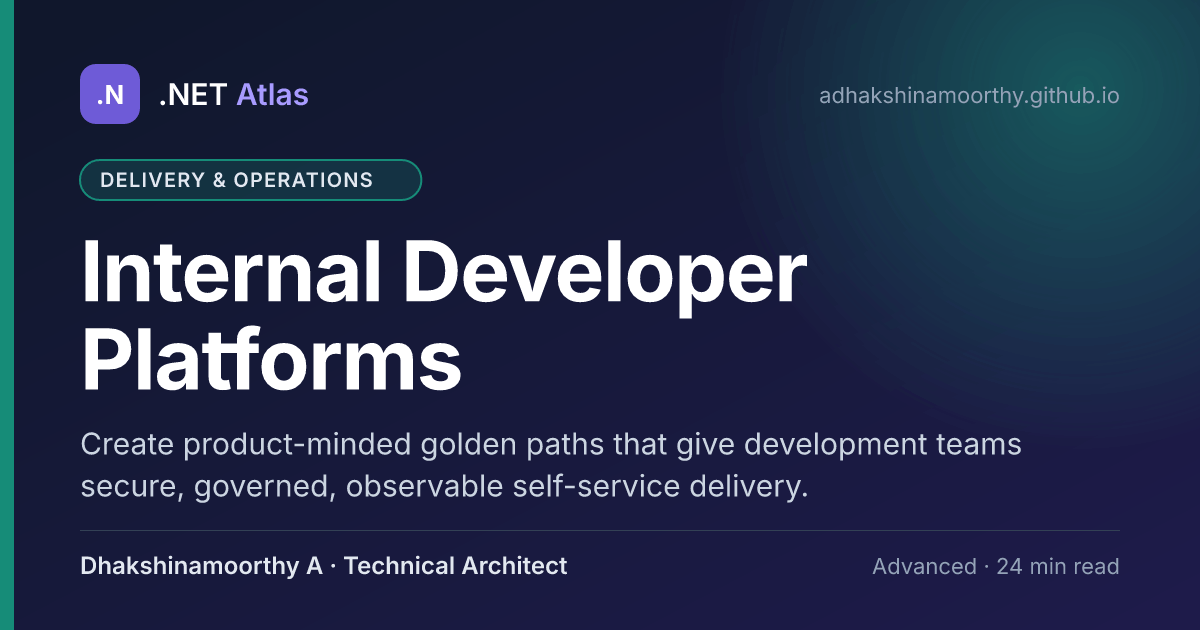 .N
.NET Atlas
adhakshinamoorthy.github.io
DELIVERY & OPERATIONS
Internal Developer
Platforms
Create product-minded golden paths that give development teams
secure, governed, observable self-service delivery.
Dhakshinamoorthy A · Technical Architect
Advanced · 24 min read